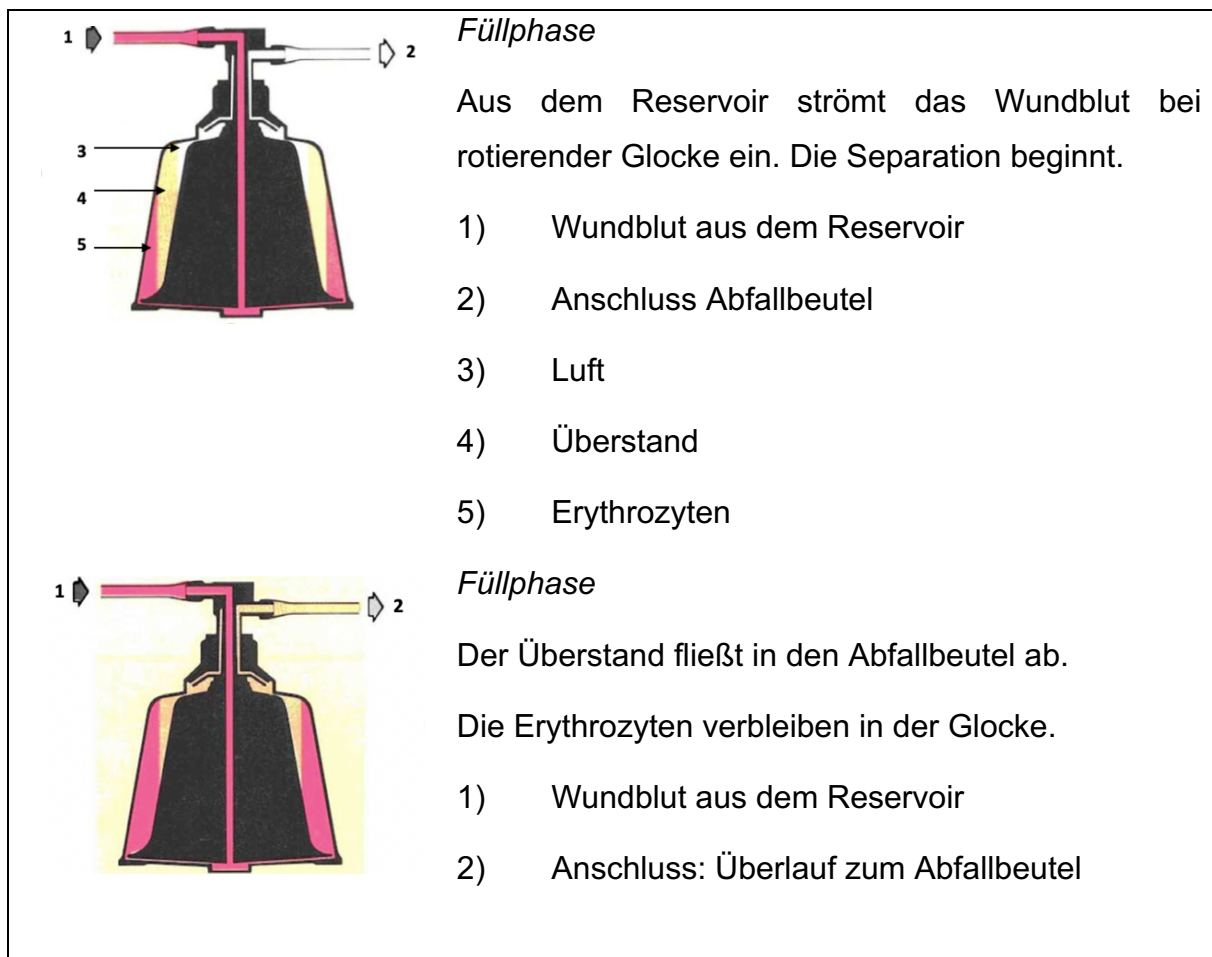 1
2
3
4
5
Füllphase
Aus dem Reservoir strömt das Wundblut bei
rotierender Glocke ein. Die Separation beginnt.
1) Wundblut aus dem Reservoir
2) Anschluss Abfallbeutel
3) Luft
4) Überstand
5) Erythrozyten
1
2
Füllphase
Der Überstand fließt in den Abfallbeutel ab.
Die Erythrozyten verbleiben in der Glocke.
1) Wundblut aus dem Reservoir
2) Anschluss: Überlauf zum Abfallbeutel